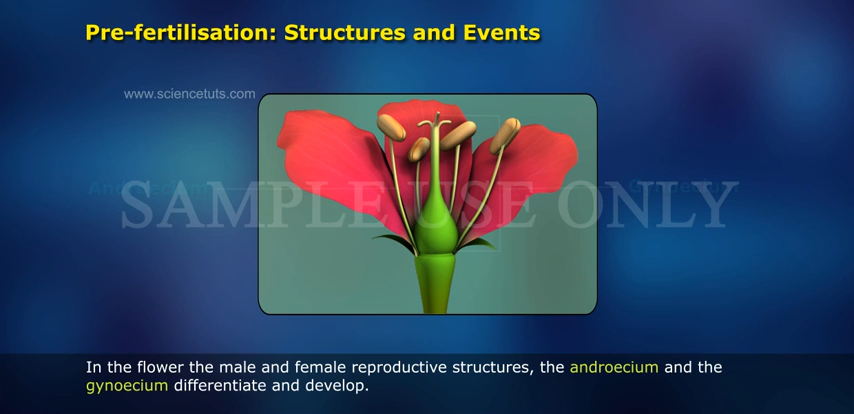 Pre-fertilisation: Structures and Events
www.sciencetuts.com
SAMPLE USE ONLY
In the flower the male and female reproductive structures, the androecium and the
gynoecium differentiate and develop.